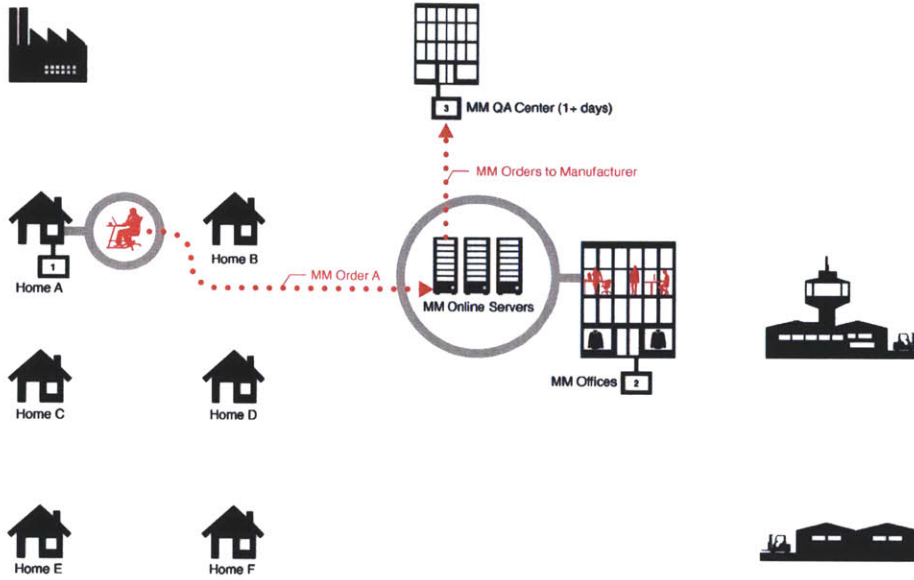 3
MM QA Center (1+ days)
MM Orders to Manufacturer
Home B
1
Home A
MM Order A
MM Online Servers
MM Offices
2
Home C
Home D
Home E
Home F